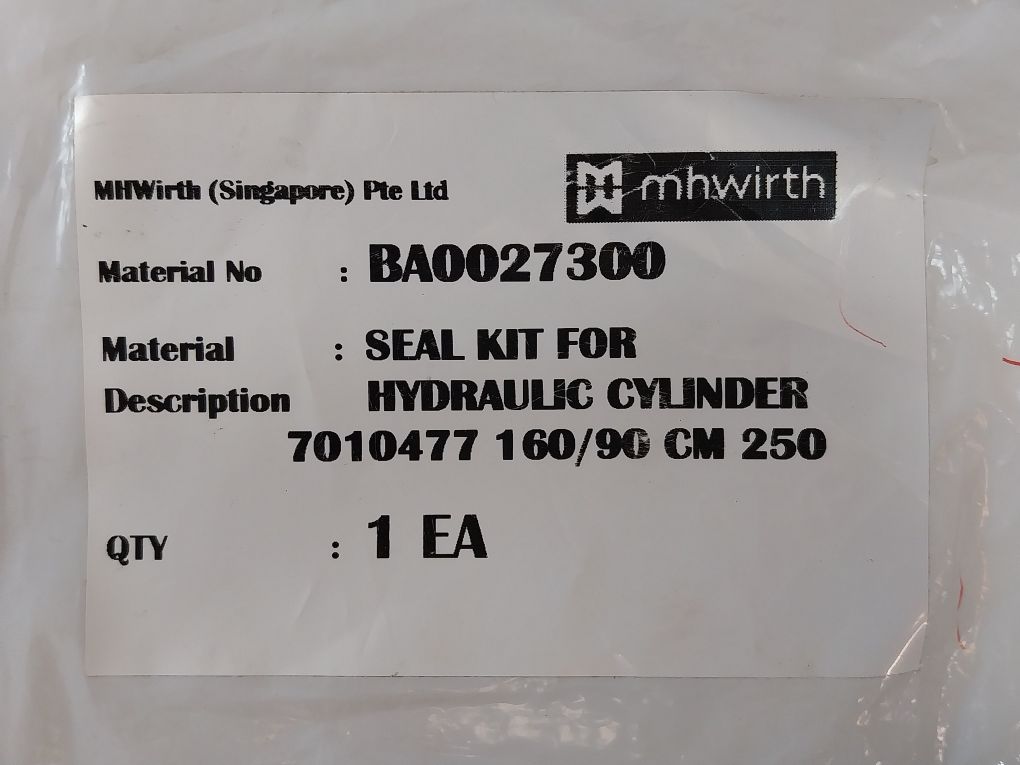 MHWirth (Singapore) Pte Ltd
mhwirth
Material No : BA0027300
Material : SEAL KIT FOR
Description HYDRAULIC CYLINDER
7010477 160/90 CM 250
QTY : 1 EA